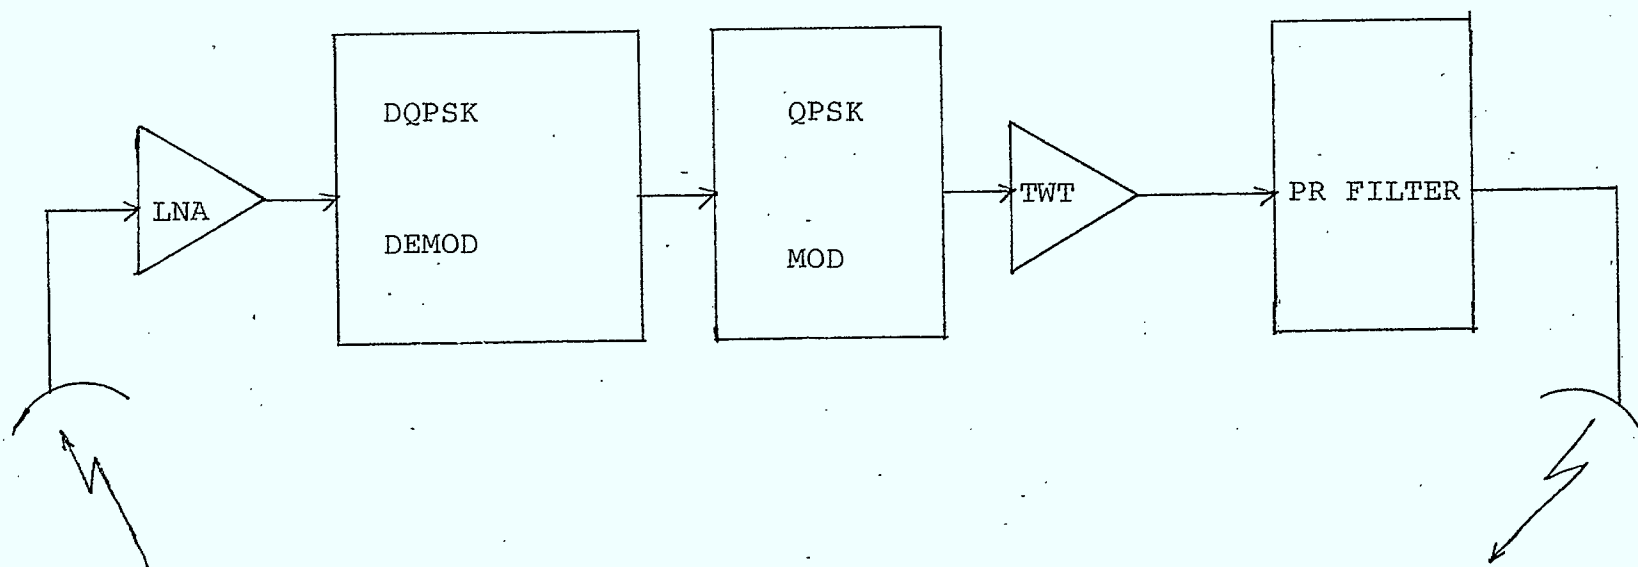 LNA
DQPSK
DEMOD
QPSK
MOD
TWT
PR FILTER